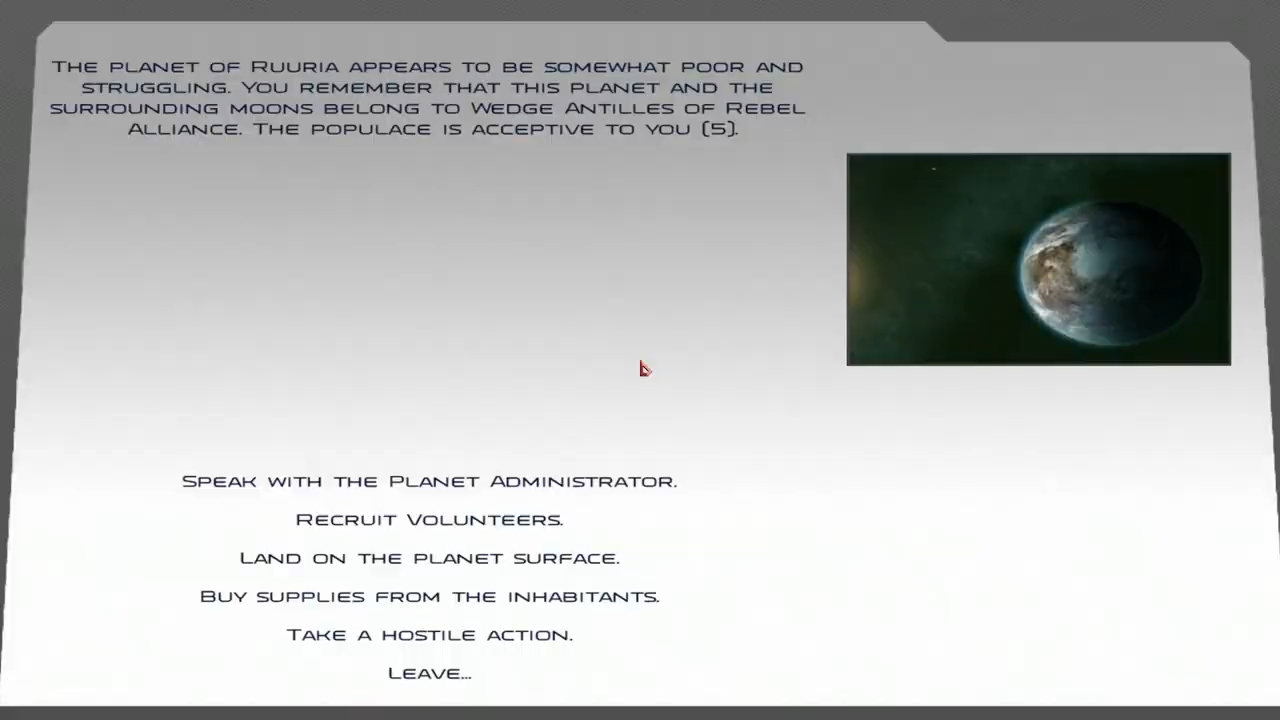 The planet of Ruuria appears to be somewhat poor and
struggling. You remember that this planet and the
surrounding moons belong to Wedge Antilles of Rebel
Alliance. The populace is acceptive to you (5).
Speak with the Planet Administrator.
Recruit Volunteers.
Land on the planet surface.
Buy supplies from the inhabitants.
Take a hostile action.
Leave...